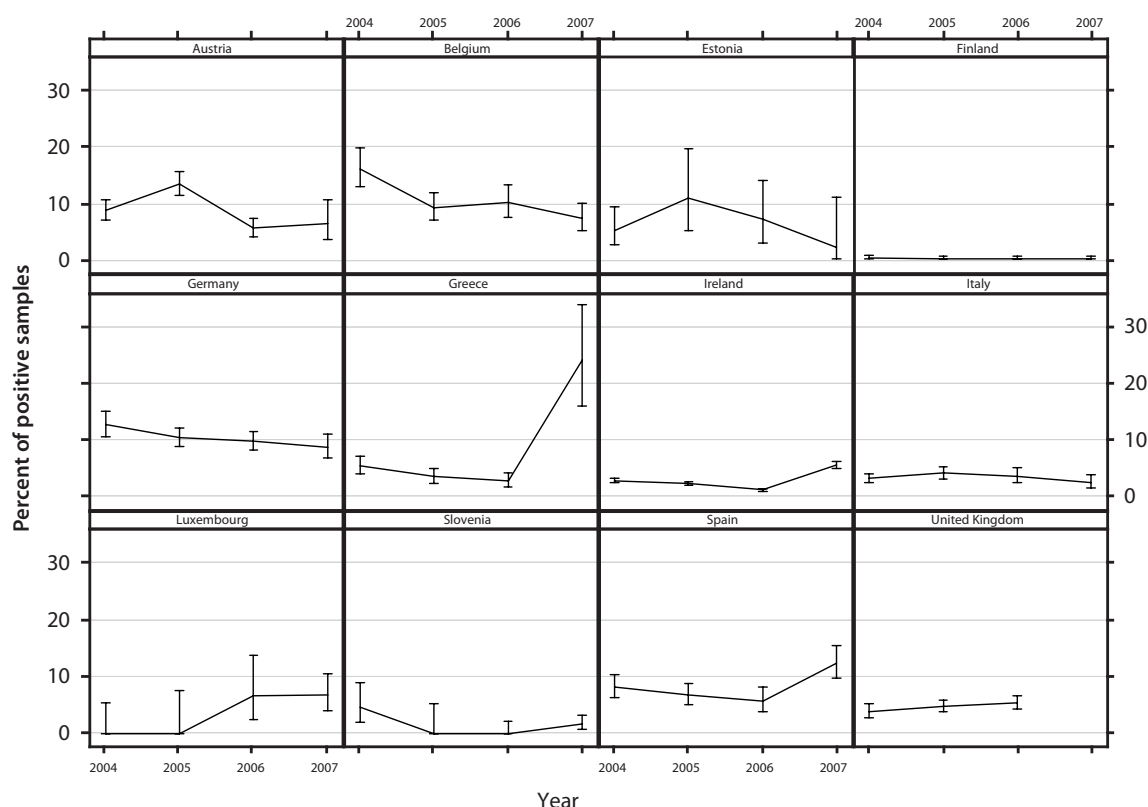 2004 2005 2006 2007 2004 2005 2006 2007
Austria Belgium Estonia Finland
30
20
10
0
Germany Greece Ireland Italy
30
20
10
0
Percent of positive samples
Luxembourg Slovenia Spain United Kingdom
30
20
10
0
2004 2005 2006 2007 2004 2005 2006 2007
Year